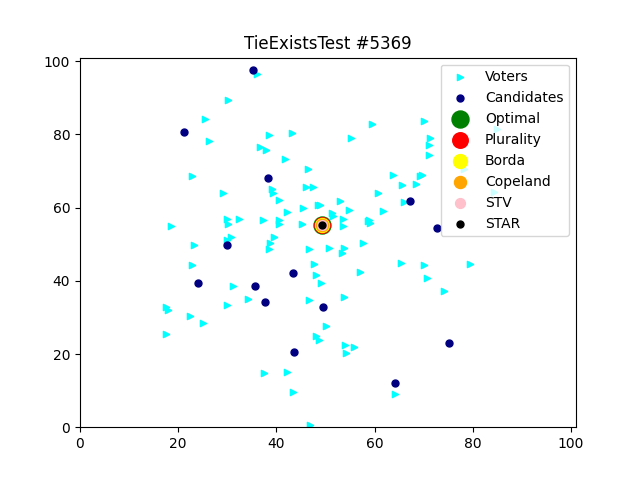 TieExistsTest #5369
100
80
60
40
20
0
0 20 40 60 80 100
Voters
Candidates
Optimal
Plurality
Borda
Copeland
STV
STAR